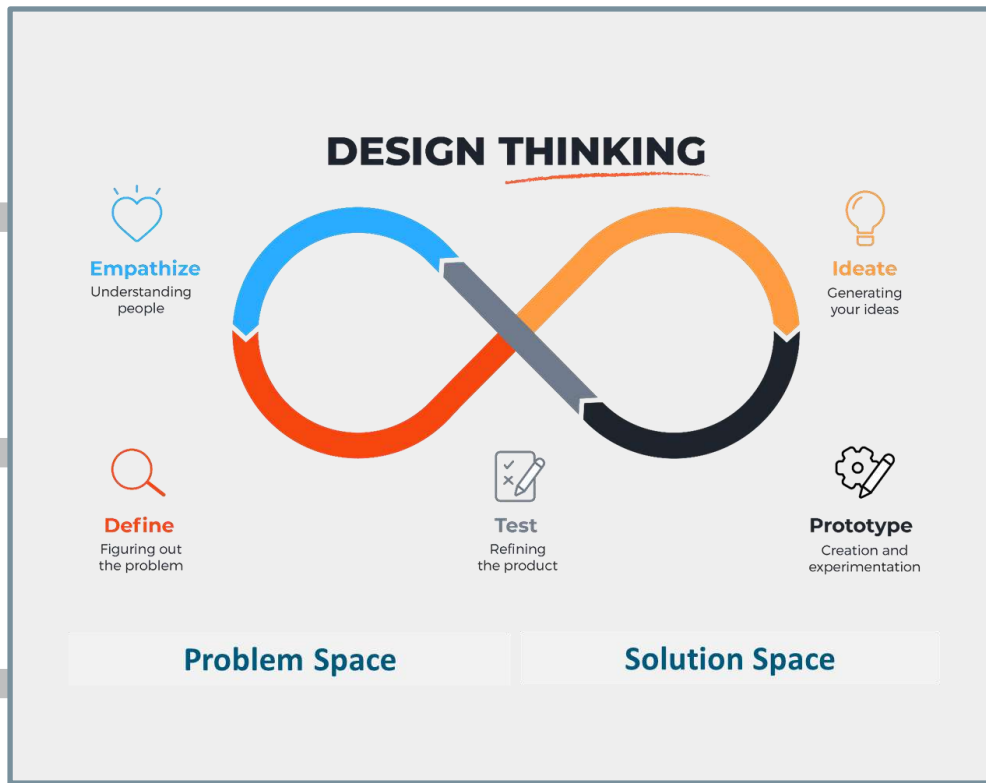 DESIGN THINKING
Empathize
Understanding
people
Ideate
Generating
your ideas
Define
Figuring out
the problem
Test
Refining
the product
Prototype
Creation and
experimentation
Problem Space
Solution Space